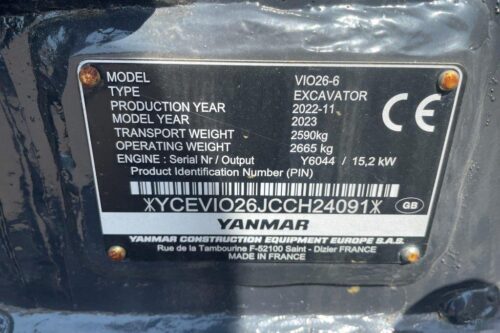 MODEL VIO26-6
TYPE EXCAVATOR
PRODUCTION YEAR 2022-11
MODEL YEAR 2023
TRANSPORT WEIGHT 2590kg
OPERATING WEIGHT 2665 kg
ENGINE : Serial Nr / Output Y6044 / 15,2 kW
Product Identification Number (PIN)
CE
*YCEVIO26JCCH24091*
GB
YANMAR
YANMAR CONSTRUCTION EQUIPMENT EUROPE S.A.S.
Rue de la Tambourine F-52100 Saint - Dizier FRANCE
MADE IN FRANCE